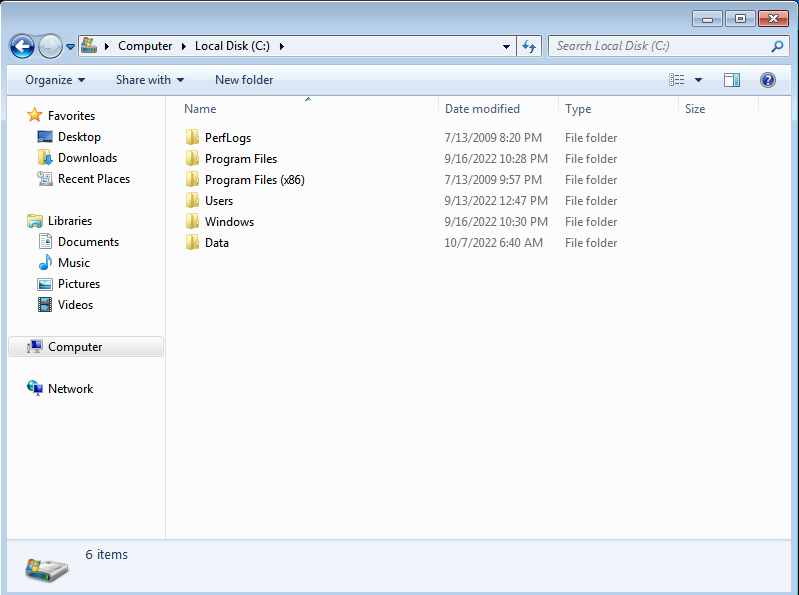 Computer Local Disk (C:) Search Local Disk (C:)
Organize Share with New folder
Name Date modified Type Size
Favorites
Desktop
Downloads
Recent Places
Libraries
Documents
Music
Pictures
Videos
Computer
Network
PerfLogs 7/13/2009 8:20 PM File folder
Program Files 9/16/2022 10:28 PM File folder
Program Files (x86) 7/13/2009 9:57 PM File folder
Users 9/13/2022 12:47 PM File folder
Windows 9/16/2022 10:30 PM File folder
Data 10/7/2022 6:40 AM File folder
6 items